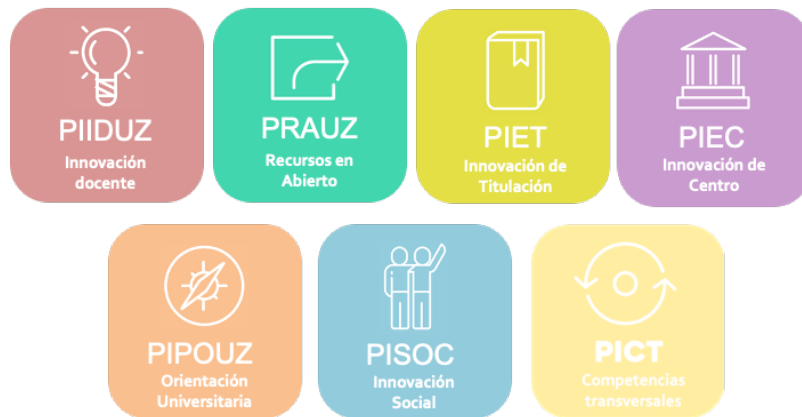 PIIDUZ
Innovación
docente
PRAUZ
Recursos en
Abierto
PIET
Innovación de
Titulación
PIEC
Innovación de
Centro
PIPOUZ
Orientación
Universitaria
PISOC
Innovación
Social
PICT
Competencias
transversales